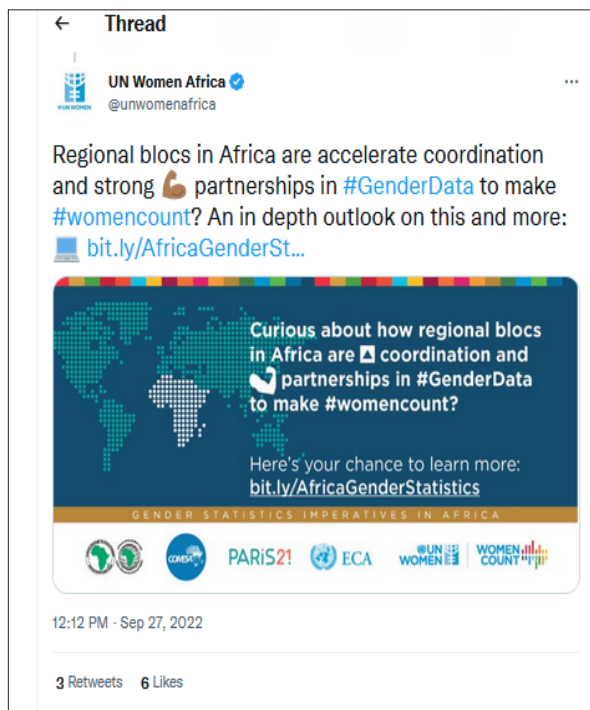 ← Thread
UN Women Africa
@unwomenafrica
...
Regional blocs in Africa are accelerate coordination
and strong 💪🏾 partnerships in #GenderData to make
#womencount? An in depth outlook on this and more:
💻 bit.ly/AfricaGenderSt...
Curious about how regional blocs
in Africa are coordination and
partnerships in #GenderData
to make #womencount?
Here's your chance to learn more:
bit.ly/AfricaGenderStatistics
GENDER STATISTICS IMPERATIVES IN AFRICA
COMESA PARIS21 ECA UN WOMEN WOMEN COUNT
12:12 PM · Sep 27, 2022
3 Retweets 6 Likes